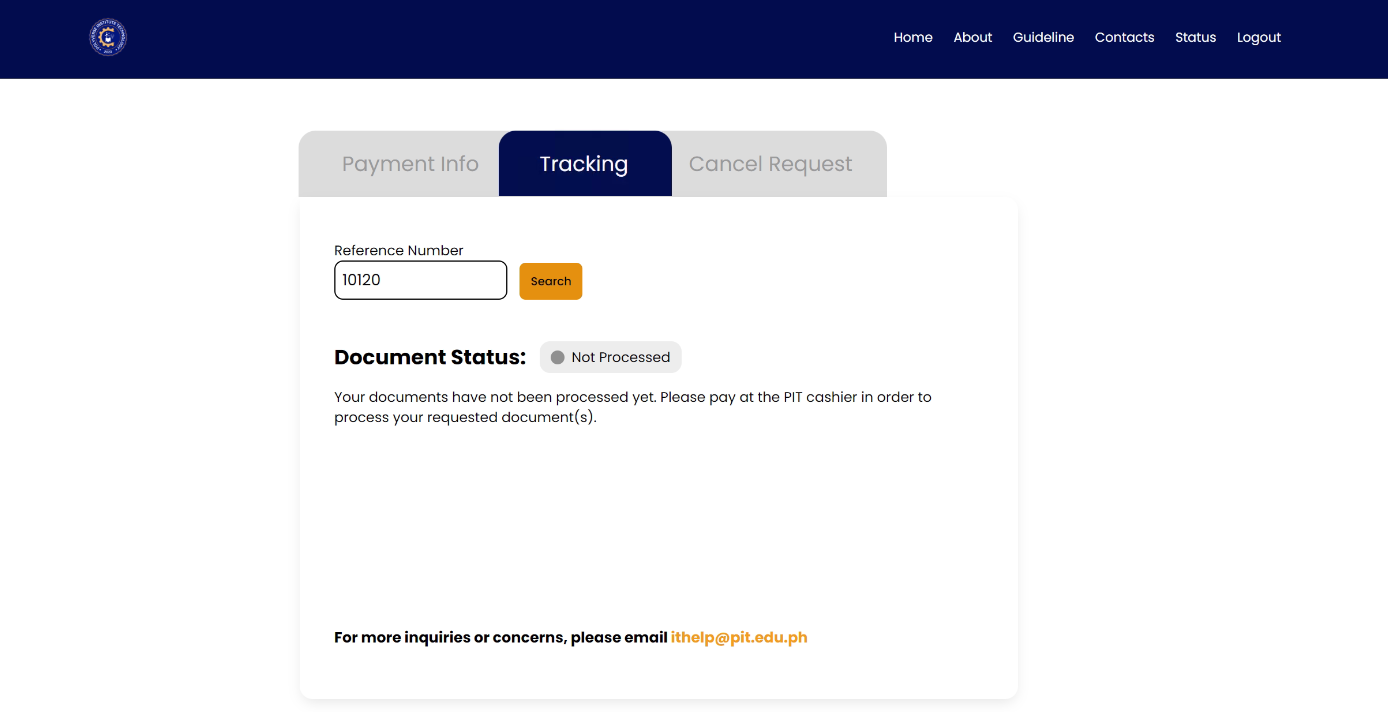 Home About Guideline Contacts Status Logout
Payment Info Tracking Cancel Request
Reference Number
10120 Search
Document Status: Not Processed
Your documents have not been processed yet. Please pay at the PIT cashier in order to
process your requested document(s).
For more inquiries or concerns, please email ithelp@pit.edu.ph